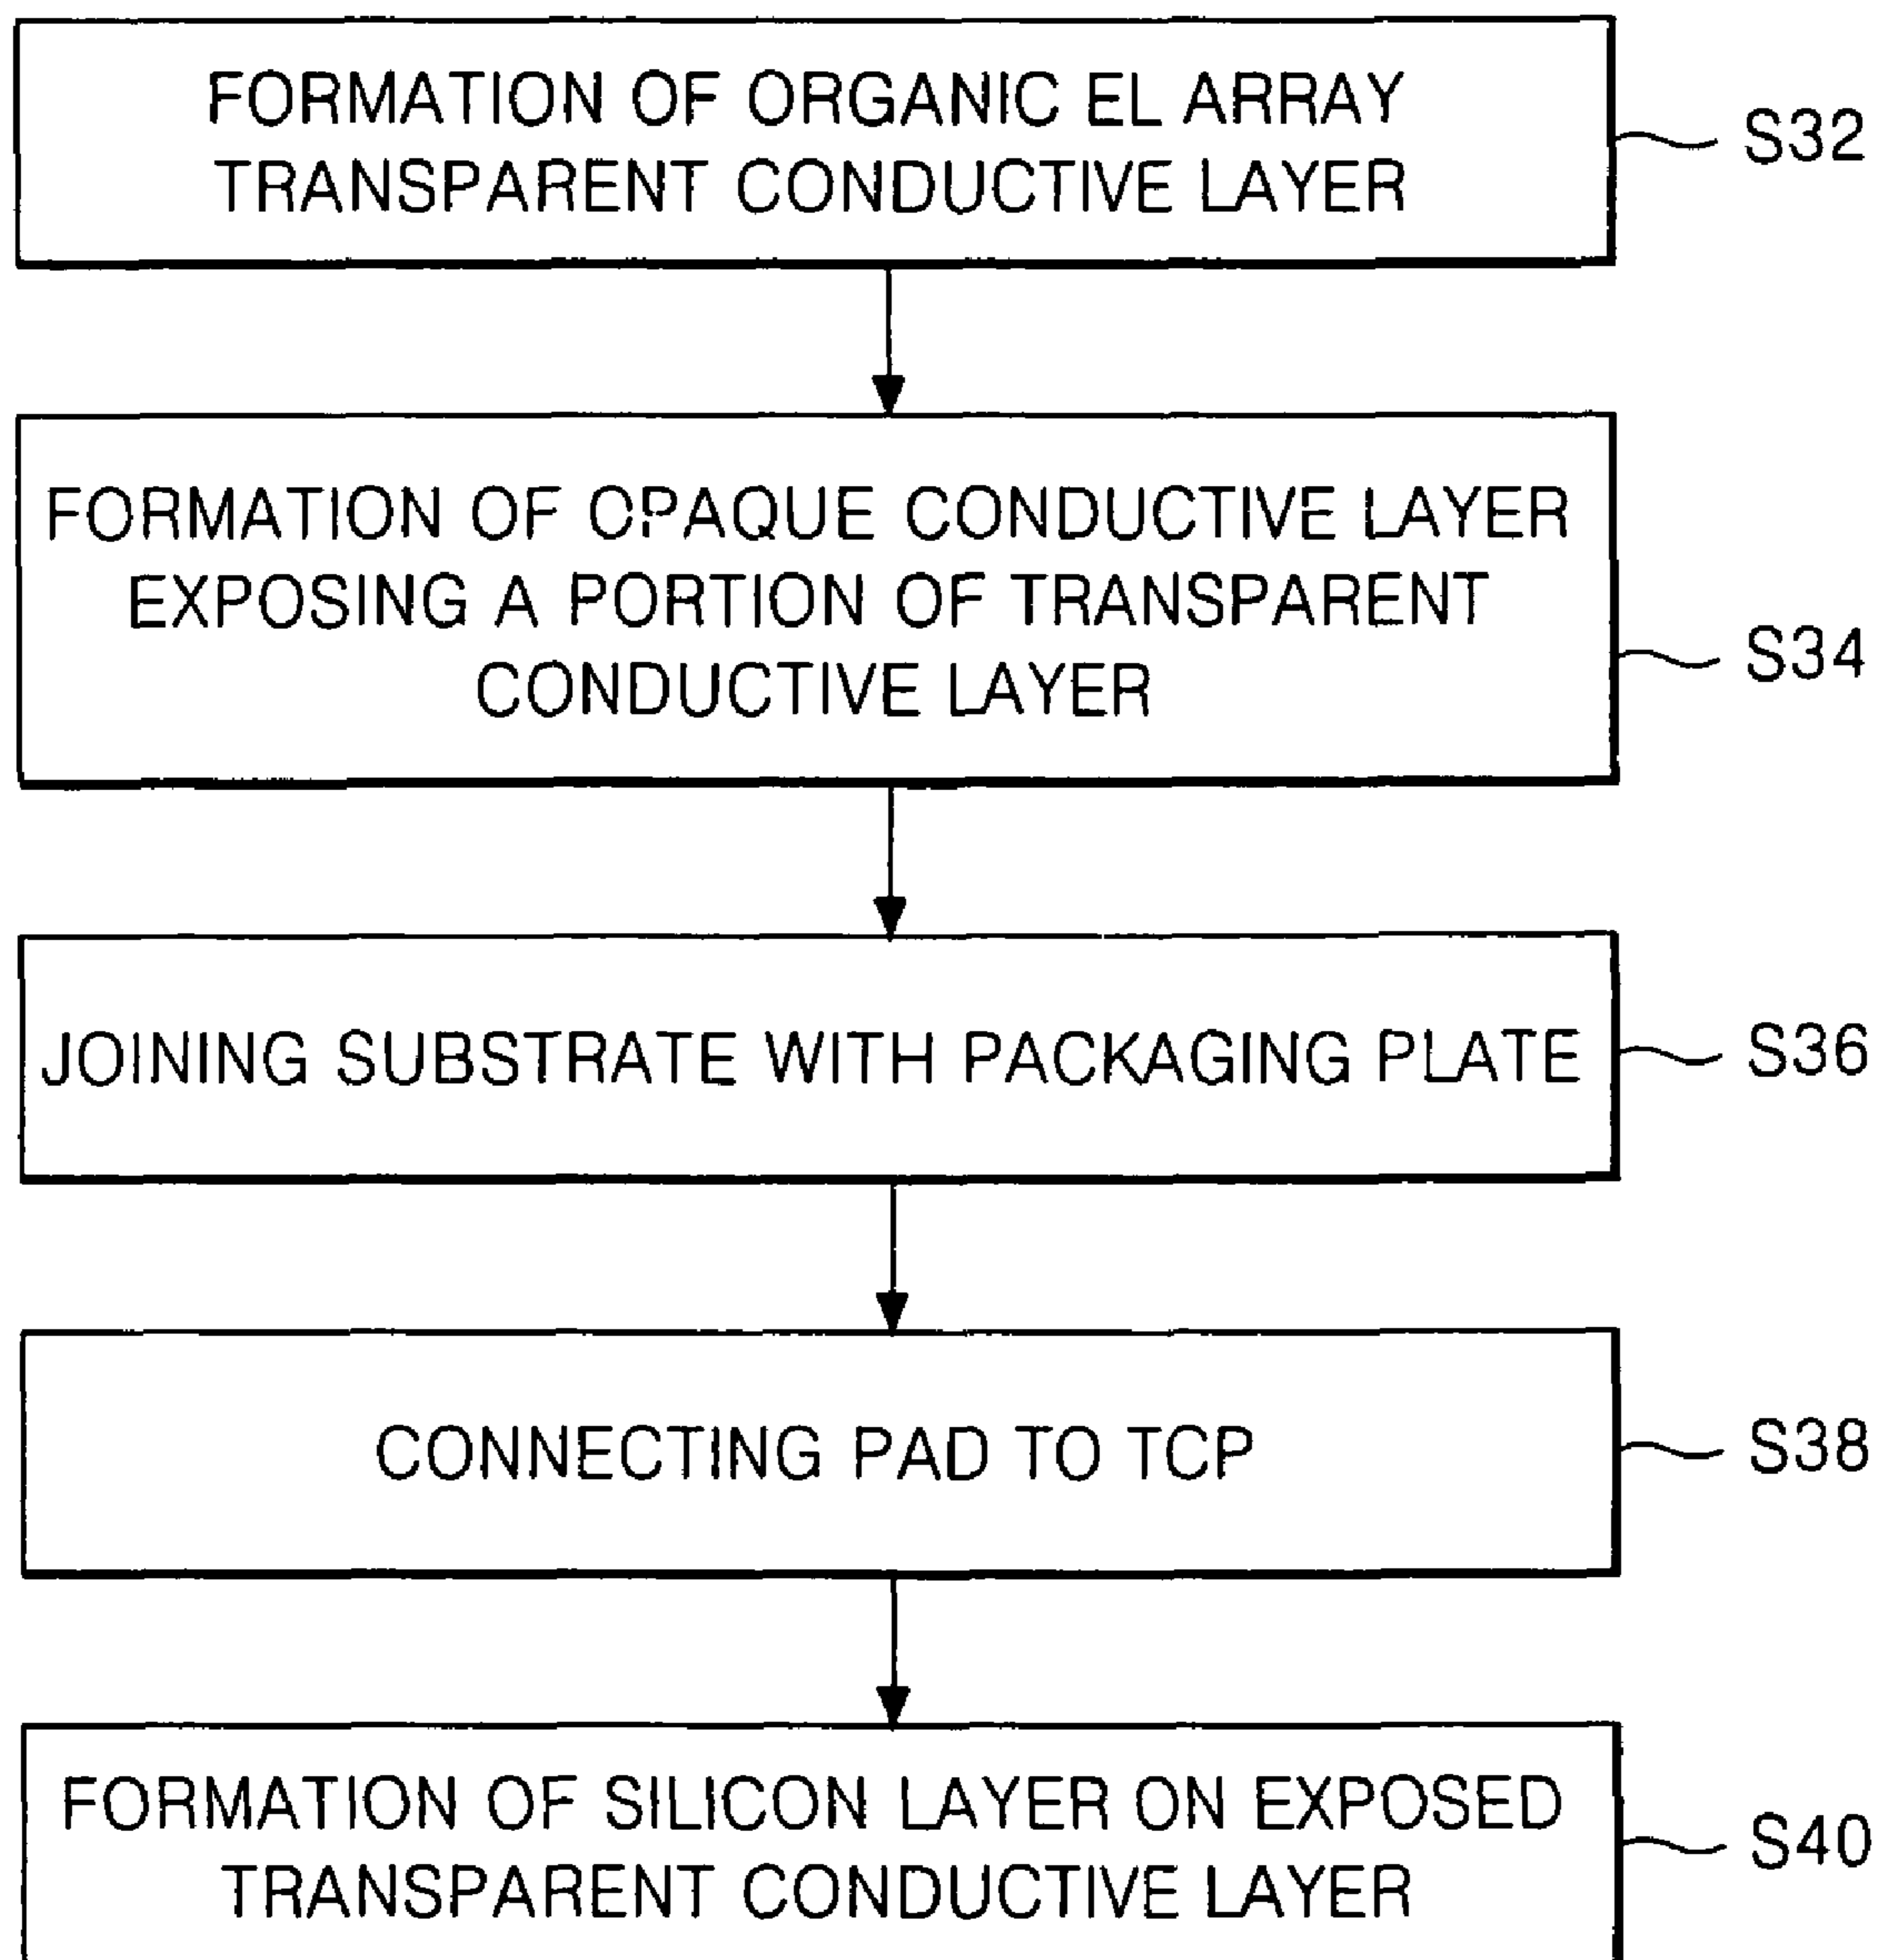 FORMATION OF ORGANIC EL ARRAY
TRANSPARENT CONDUCTIVE LAYER
S32
FORMATION OF OPAQUE CONDUCTIVE LAYER
EXPOSING A PORTION OF TRANSPARENT
CONDUCTIVE LAYER
S34
JOINING SUBSTRATE WITH PACKAGING PLATE
S36
CONNECTING PAD TO TCP
S38
FORMATION OF SILICON LAYER ON EXPOSED
TRANSPARENT CONDUCTIVE LAYER
S40